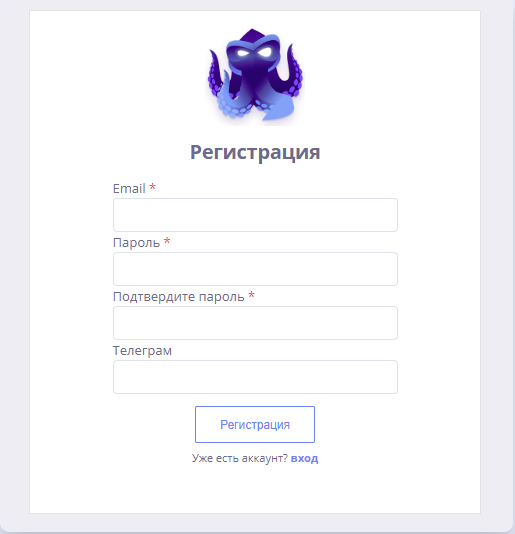 Регистрация
Email *
Пароль *
Подтвердите пароль *
Телеграм
Регистрация
Уже есть аккаунт? вход